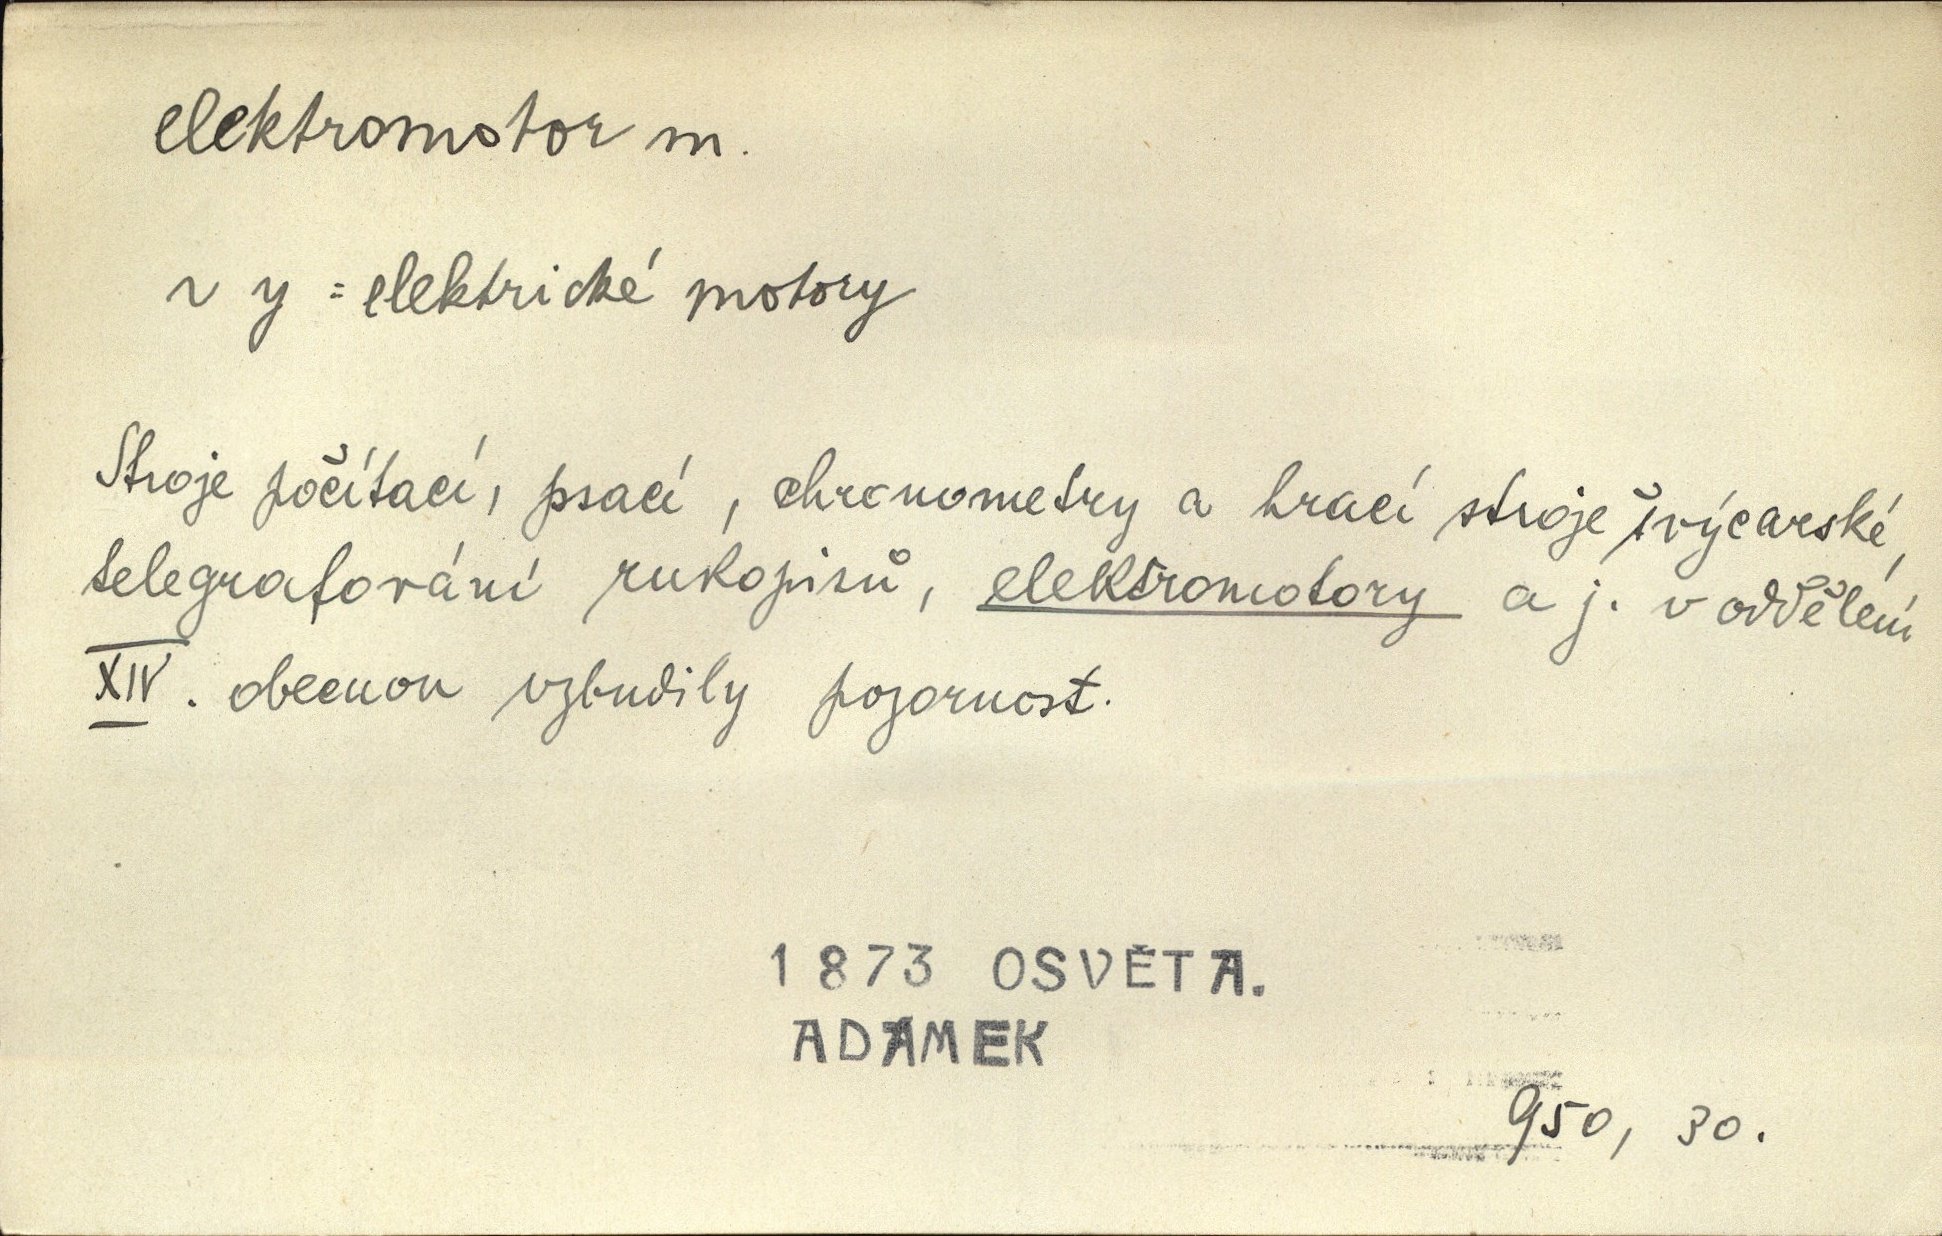 elektromotor m.
~ y = elektrické motory
Stroje počítací, psací, chronometry a hrací stroje švýcarské,
telegrafování rukopisů, elektromotory a j. v oddělení
XIV. obecnou vzbudily pozornost.
1873 OSVĚTA.
ADAMEK
950, 30.